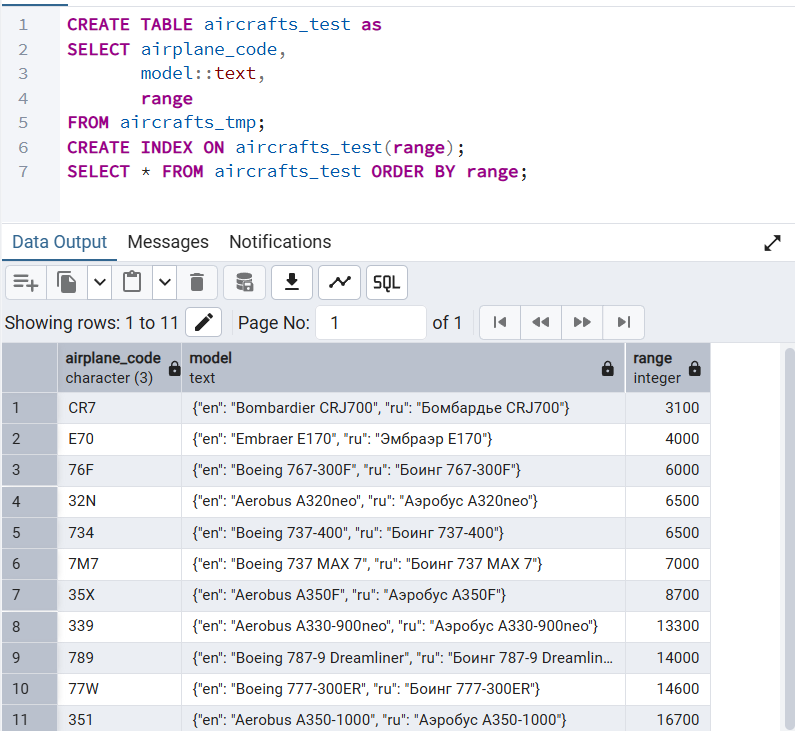 1 CREATE TABLE aircrafts_test as
2 SELECT airplane_code,
3 model::text,
4 range
5 FROM aircrafts_tmp;
6 CREATE INDEX ON aircrafts_test(range);
7 SELECT * FROM aircrafts_test ORDER BY range;
Data Output Messages Notifications
SQL
Showing rows: 1 to 11 Page No: 1 of 1
airplane_code model range
character (3) text integer
1 CR7 {"en": "Bombardier CRJ700", "ru": "Бомбардье CRJ700"} 3100
2 E70 {"en": "Embraer E170", "ru": "Эмбраэр E170"} 4000
3 76F {"en": "Boeing 767-300F", "ru": "Боинг 767-300F"} 6000
4 32N {"en": "Aerobus A320neo", "ru": "Аэробус A320neo"} 6500
5 734 {"en": "Boeing 737-400", "ru": "Боинг 737-400"} 6500
6 7M7 {"en": "Boeing 737 MAX 7", "ru": "Боинг 737 MAX 7"} 7000
7 35X {"en": "Aerobus A350F", "ru": "Аэробус A350F"} 8700
8 339 {"en": "Aerobus A330-900neo", "ru": "Аэробус A330-900neo"} 13300
9 789 {"en": "Boeing 787-9 Dreamliner", "ru": "Боинг 787-9 Dreamlin... 14000
10 77W {"en": "Boeing 777-300ER", "ru": "Боинг 777-300ER"} 14600
11 351 {"en": "Aerobus A350-1000", "ru": "Аэробус A350-1000"} 16700